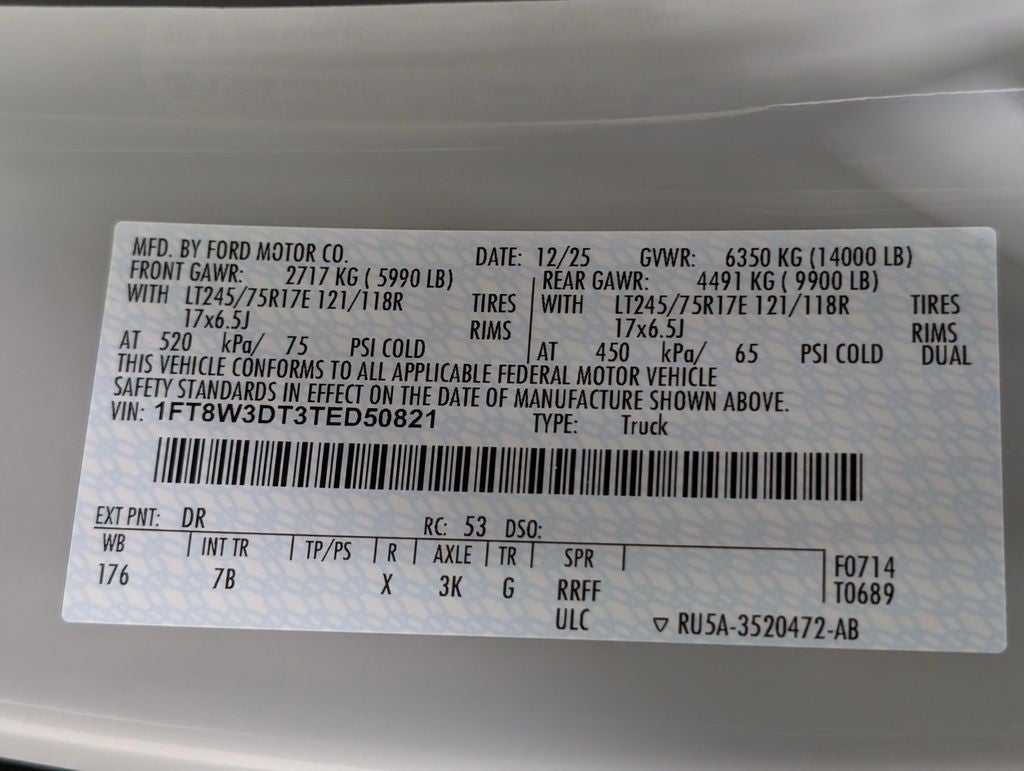 MFD. BY FORD MOTOR CO. DATE: 12/25 GVWR: 6350 KG (14000 LB)
FRONT GAWR: 2717 KG ( 5990 LB) REAR GAWR: 4491 KG ( 9900 LB)
WITH LT245/75R17E 121/118R TIRES WITH LT245/75R17E 121/118R TIRES
17x6.5J RIMS 17x6.5J RIMS
AT 520 kPa/ 75 PSI COLD AT 450 kPa/ 65 PSI COLD DUAL
THIS VEHICLE CONFORMS TO ALL APPLICABLE FEDERAL MOTOR VEHICLE
SAFETY STANDARDS IN EFFECT ON THE DATE OF MANUFACTURE SHOWN ABOVE.
VIN: 1FT8W3DT3TED50821 TYPE: Truck
EXT PNT: DR RC: 53 DSO:
WB INT TR TP/PS R AXLE TR SPR F0714
176 7B X 3K G RRFF T0689
ULC ▽ RU5A-3520472-AB